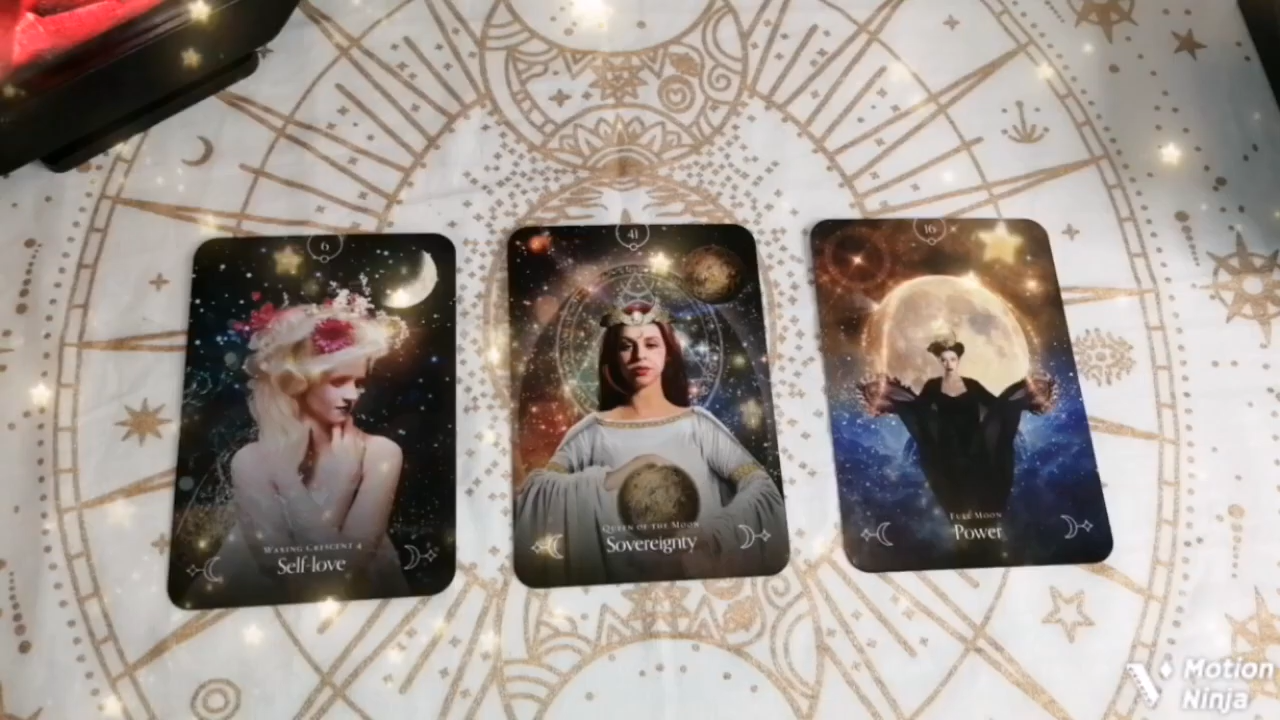 6
Waxing Crescent 4
Self-love
41
Queen of the Moon
Sovereignty
16
Full Moon
Power
Motion
Ninja